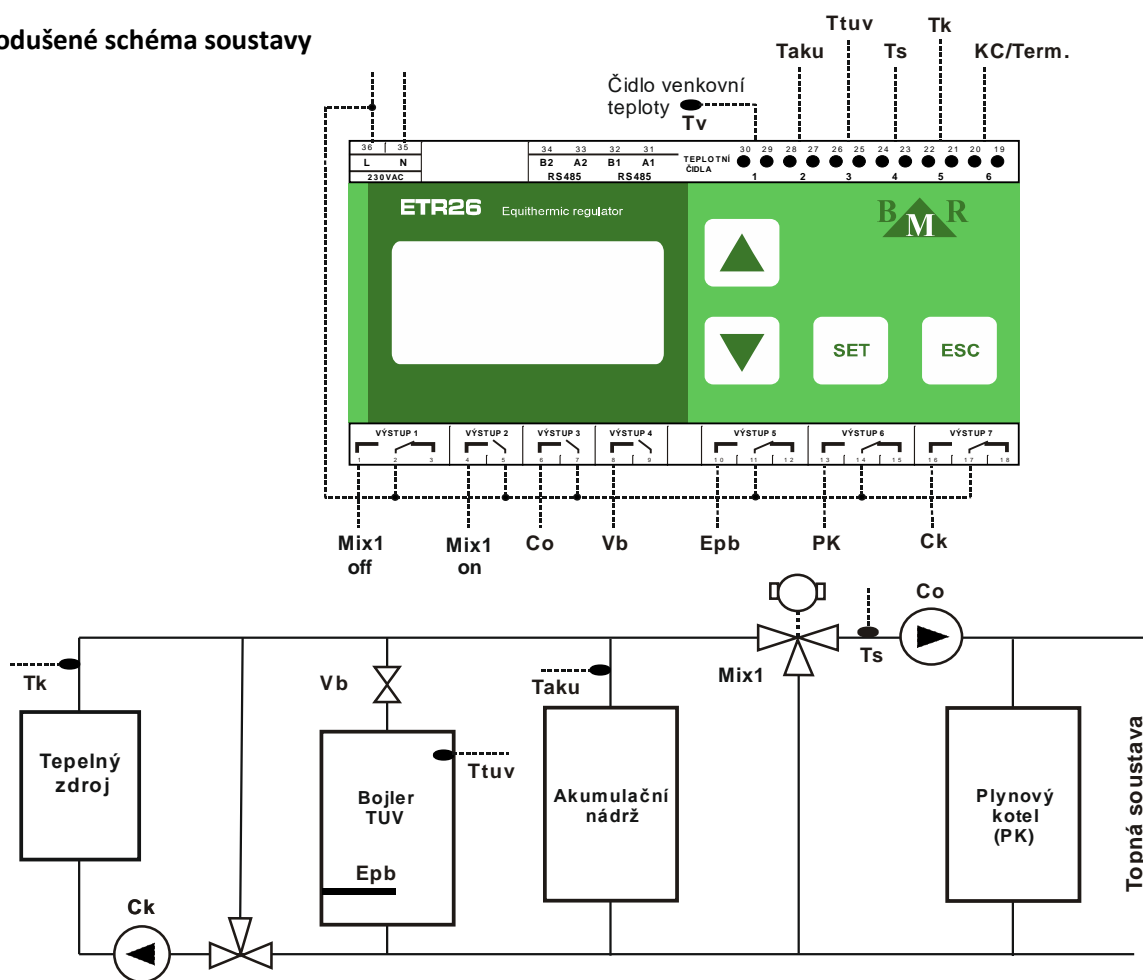 odušené schéma soustavy
Ttuv
Tk
Taku
Ts
KC/Term.
Čidlo venkovní
teploty
Tv
36 35
L N
230VAC
34 33 32 31
B2 A2 B1 A1
RS485 RS485
TEPLOTNÍ
ČIDLA
30 29 28 27 26 25 24 23 22 21 20 19
1 2 3 4 5 6
ETR26 Equithermic regulator
B M R
SET
ESC
VÝSTUP 1 VÝSTUP 2 VÝSTUP 3 VÝSTUP 4 VÝSTUP 5 VÝSTUP 6 VÝSTUP 7
1 2 3 4 5 6 7 8 9 10 11 12 13 14 15 16 17 18
Mix1
off
Mix1
on
Co
Vb
Epb
PK
Ck
Co
Ts
Mix1
Tk
Vb
Taku
Ttuv
Tepelný
zdroj
Bojler
TUV
Epb
Akumulační
nádrž
Plynový
kotel
(PK)
Topná soustava
Ck